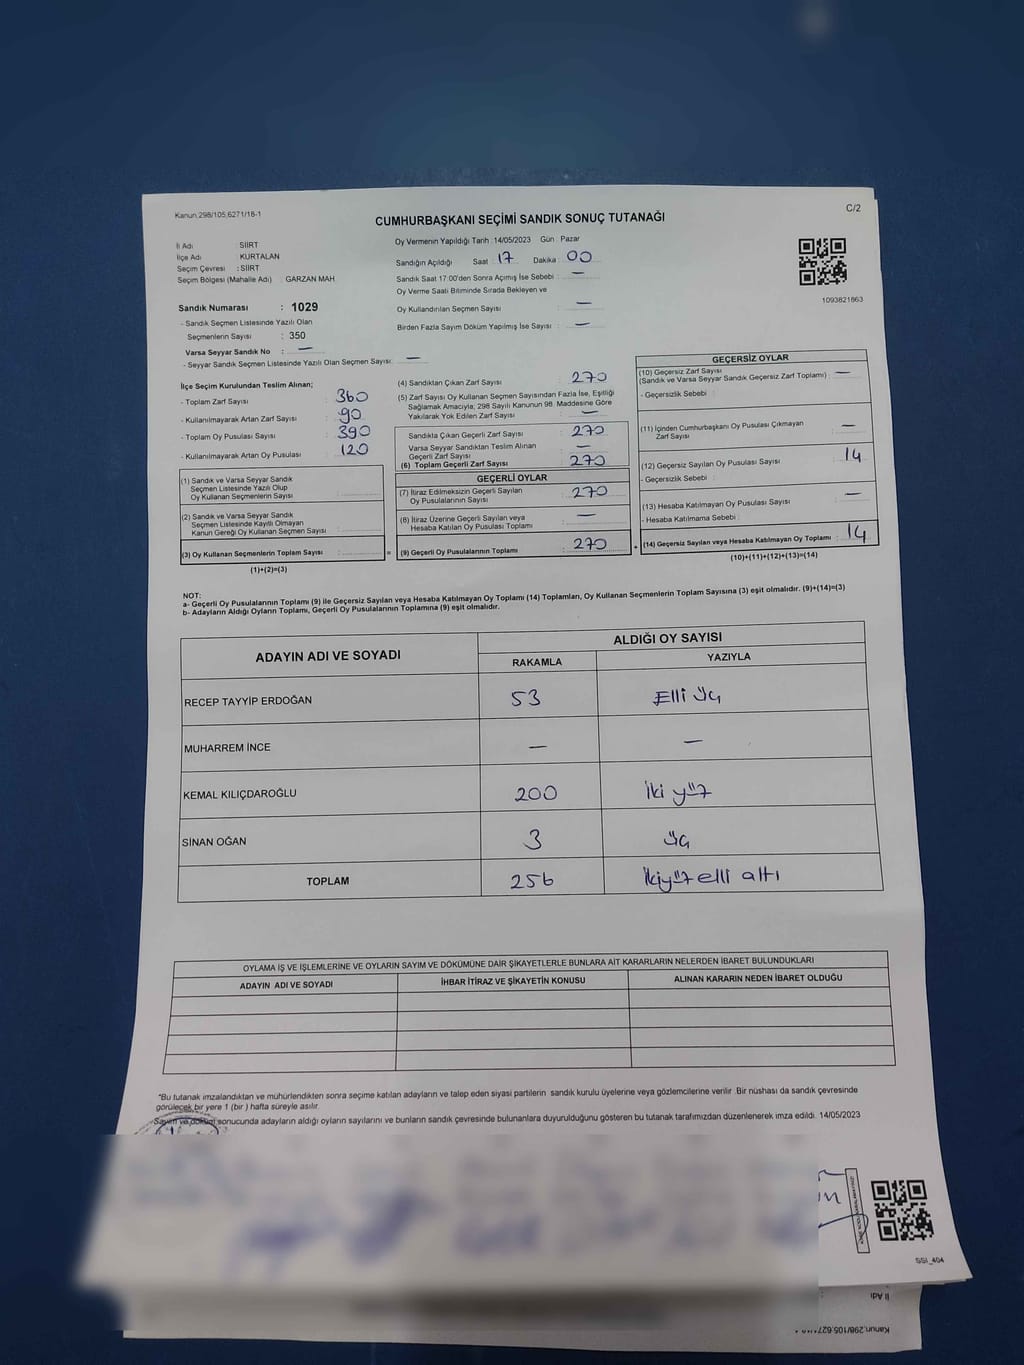 Kanun,298/105,6271/18-1
C/2
CUMHURBAŞKANI SEÇİMİ SANDIK SONUÇ TUTANAĞI
İl Adı : SİİRT
İlçe Adı : KURTALAN
Seçim Çevresi : SİİRT
Seçim Bölgesi (Mahalle Adı) : GARZAN MAH
Oy Vermenin Yapıldığı Tarih :14/05/2023 Gün : Pazar
Sandığın Açıldığı Saat : 17 Dakika : 00
Sandık Saat 17:00'den Sonra Açımış İse Sebebi : —
Oy Verme Saati Bitiminde Sırada Bekleyen ve
Oy Kullandırılan Seçmen Sayısı : —
Birden Fazla Sayım Döküm Yapılmış İse Sayısı : —
1093821863
Sandık Numarası : 1029
- Sandık Seçmen Listesinde Yazılı Olan
Seçmenlerin Sayısı : 350
Varsa Seyyar Sandık No : —
- Seyyar Sandık Seçmen Listesinde Yazılı Olan Seçmen Sayısı: —
İlçe Seçim Kurulundan Teslim Alınan;
- Toplam Zarf Sayısı : 360
- Kullanılmayarak Artan Zarf Sayısı : 90
- Toplam Oy Pusulası Sayısı : 390
- Kullanılmayarak Artan Oy Pusulası : 120
(1) Sandık ve Varsa Seyyar Sandık
Seçmen Listesinde Yazılı Olup
Oy Kullanan Seçmenlerin Sayısı :
(2) Sandık ve Varsa Seyyar Sandık
Seçmen Listesinde Kayıtlı Olmayan
Kanun Gereği Oy Kullanan Seçmen Sayısı :
(3) Oy Kullanan Seçmenlerin Toplam Sayısı :
(1)+(2)=(3)
=
(4) Sandıktan Çıkan Zarf Sayısı : 270
(5) Zarf Sayısı Oy Kullanan Seçmen Sayısından Fazla İse, Eşitliği
Sağlamak Amacıyla; 298 Sayılı Kanunun 98. Maddesine Göre
Yakılarak Yok Edilen Zarf Sayısı : —
Sandıkta Çıkan Geçerli Zarf Sayısı : 270
Varsa Seyyar Sandıktan Teslim Alınan
Geçerli Zarf Sayısı : —
(6) Toplam Geçerli Zarf Sayısı : 270
GEÇERLİ OYLAR
(7) İtiraz Edilmeksizin Geçerli Sayılan
Oy Pusulalarının Sayısı : 270
(8) İtiraz Üzerine Geçerli Sayılan veya
Hesaba Katılan Oy Pusulası Toplamı : —
(9) Geçerli Oy Pusulalarının Toplamı : 270
+
GEÇERSİZ OYLAR
(10) Geçersiz Zarf Sayısı
(Sandık ve Varsa Seyyar Sandık Geçersiz Zarf Toplamı) : —
- Geçersizlik Sebebi :
(11) İçinden Cumhurbaşkanı Oy Pusulası Çıkmayan
Zarf Sayısı : —
(12) Geçersiz Sayılan Oy Pusulası Sayısı : 14
- Geçersizlik Sebebi :
(13) Hesaba Katılmayan Oy Pusulası Sayısı : —
- Hesaba Katılmama Sebebi :
(14) Geçersiz Sayılan veya Hesaba Katılmayan Oy Toplamı : 14
(10)+(11)+(12)+(13)=(14)
NOT:
a- Geçerli Oy Pusulalarının Toplamı (9) ile Geçersiz Sayılan veya Hesaba Katılmayan Oy Toplamı (14) Toplamları, Oy Kullanan Seçmenlerin Toplam Sayısına (3) eşit olmalıdır. (9)+(14)=(3)
b- Adayların Aldığı Oyların Toplamı, Geçerli Oy Pusulalarının Toplamına (9) eşit olmalıdır.
ADAYIN ADI VE SOYADI
ALDIĞI OY SAYISI
RAKAMLA YAZIYLA
RECEP TAYYİP ERDOĞAN 53 Elli üç
MUHARREM İNCE — —
KEMAL KILIÇDAROĞLU 200 İki yüz
SİNAN OĞAN 3 üç
TOPLAM 256 İkiyüz elli altı
OYLAMA İŞ VE İŞLEMLERİNE VE OYLARIN SAYIM VE DÖKÜMÜNE DAİR ŞİKAYETLERLE BUNLARA AİT KARARLARIN NELERDEN İBARET BULUNDUKLARI
ADAYIN ADI VE SOYADI İHBAR İTİRAZ VE ŞİKAYETİN KONUSU ALINAN KARARIN NEDEN İBARET OLDUĞU
*Bu tutanak imzalandıktan ve mühürlendikten sonra seçime katılan adayların ve talep eden siyasi partilerin sandık kurulu üyelerine veya gözlemcilerine verilir .Bir nüshası da sandık çevresinde
görülecek bir yere 1 (bir ) hafta süreyle asılır.
Sayım ve döküm sonucunda adayların aldığı oyların sayılarını ve bunların sandık çevresinde bulunanlara duyurulduğunu gösteren bu tutanak tarafımızdan düzenlenerek imza edildi. 14/05/2023
SSİ_404
İl Adı
Kanun,298/105,627